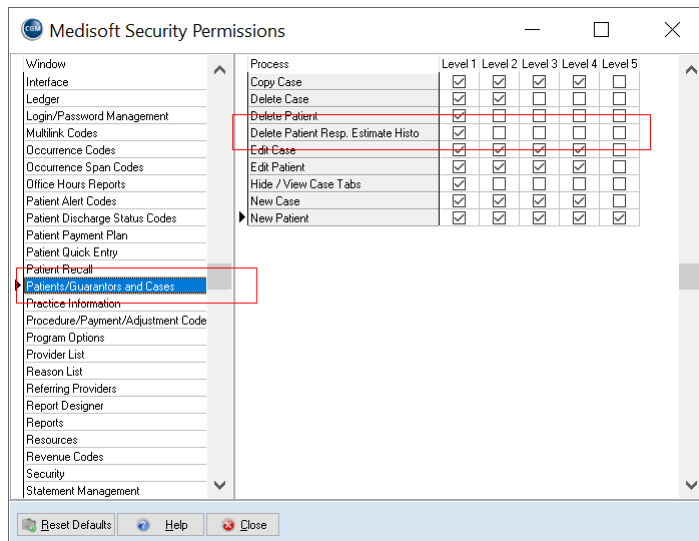 CGM Medisoft Security Permissions
Window
Interface
Ledger
Login/Password Management
Multilink Codes
Occurrence Codes
Occurrence Span Codes
Office Hours Reports
Patient Alert Codes
Patient Discharge Status Codes
Patient Payment Plan
Patient Quick Entry
Patient Recall
Patients/Guarantors and Cases
Practice Information
Procedure/Payment/Adjustment Code
Program Options
Provider List
Reason List
Referring Providers
Report Designer
Reports
Resources
Revenue Codes
Security
Statement Management
Process Level 1 Level 2 Level 3 Level 4 Level 5
Copy Case
Delete Case
Delete Patient
Delete Patient Resp. Estimate Histo
Edit Case
Edit Patient
Hide / View Case Tabs
New Case
New Patient
Reset Defaults Help Close